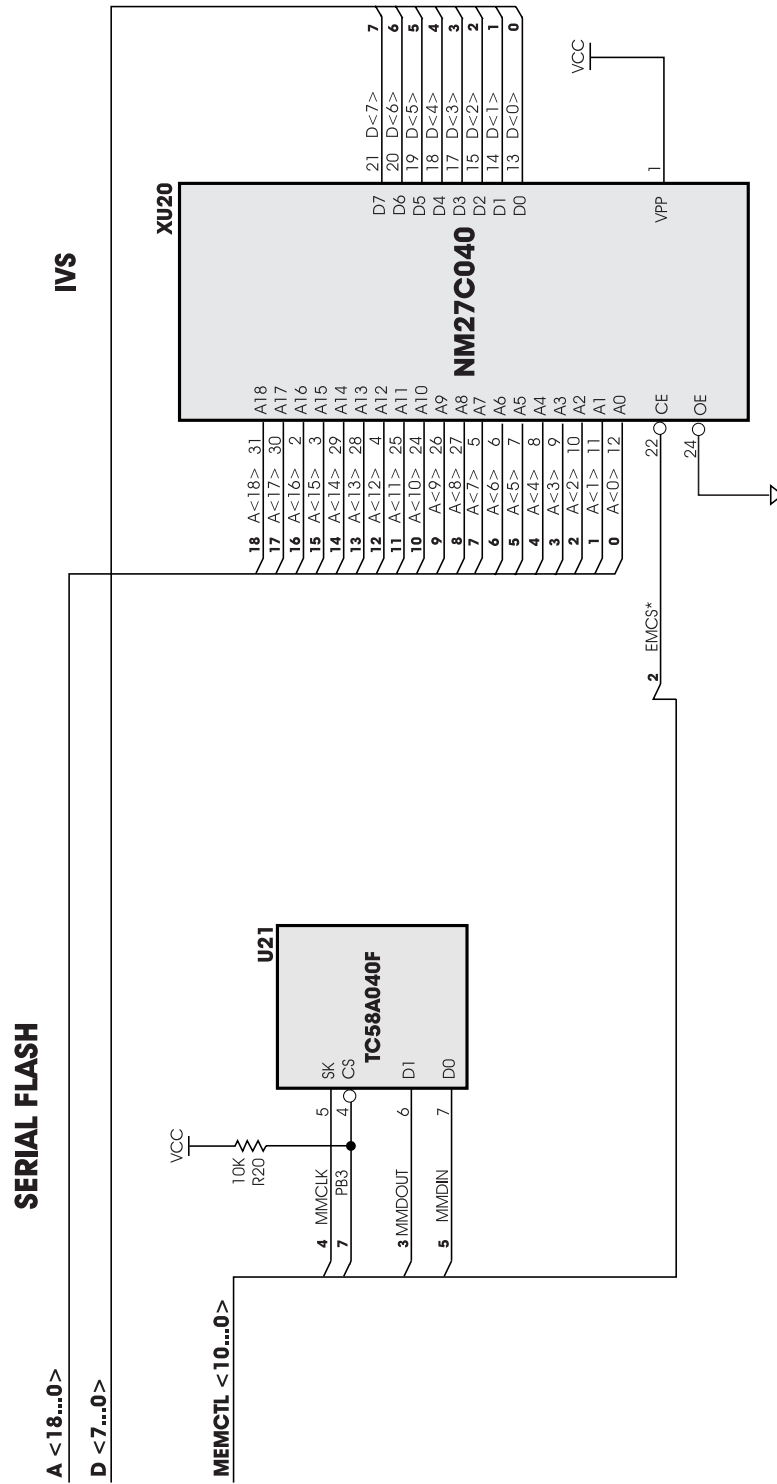 SERIAL FLASH
IVS
A <18...0>
D <7...0>
MEMCTL <10...0>
VCC
10K
R20
4 MMCLK 5 SK
7 PB3 4 CS
3 MMDOUT 6 D1
5 MMDIN 7 D0
U21
TC58A040F
XU20
NM27C040
18 A<18> 31 A18
17 A<17> 30 A17
16 A<16> 2 A16
15 A<15> 3 A15
14 A<14> 29 A14
13 A<13> 28 A13
12 A<12> 4 A12
11 A<11> 25 A11
10 A<10> 24 A10
9 A<9> 26 A9
8 A<8> 27 A8
7 A<7> 5 A7
6 A<6> 6 A6
5 A<5> 7 A5
4 A<4> 8 A4
3 A<3> 9 A3
2 A<2> 10 A2
1 A<1> 11 A1
0 A<0> 12 A0
2 EMCS* 22 CE
24 OE
D7 21 D<7> 7
D6 20 D<6> 6
D5 19 D<5> 5
D4 18 D<4> 4
D3 17 D<3> 3
D2 15 D<2> 2
D1 14 D<1> 1
D0 13 D<0> 0
VPP 1
VCC